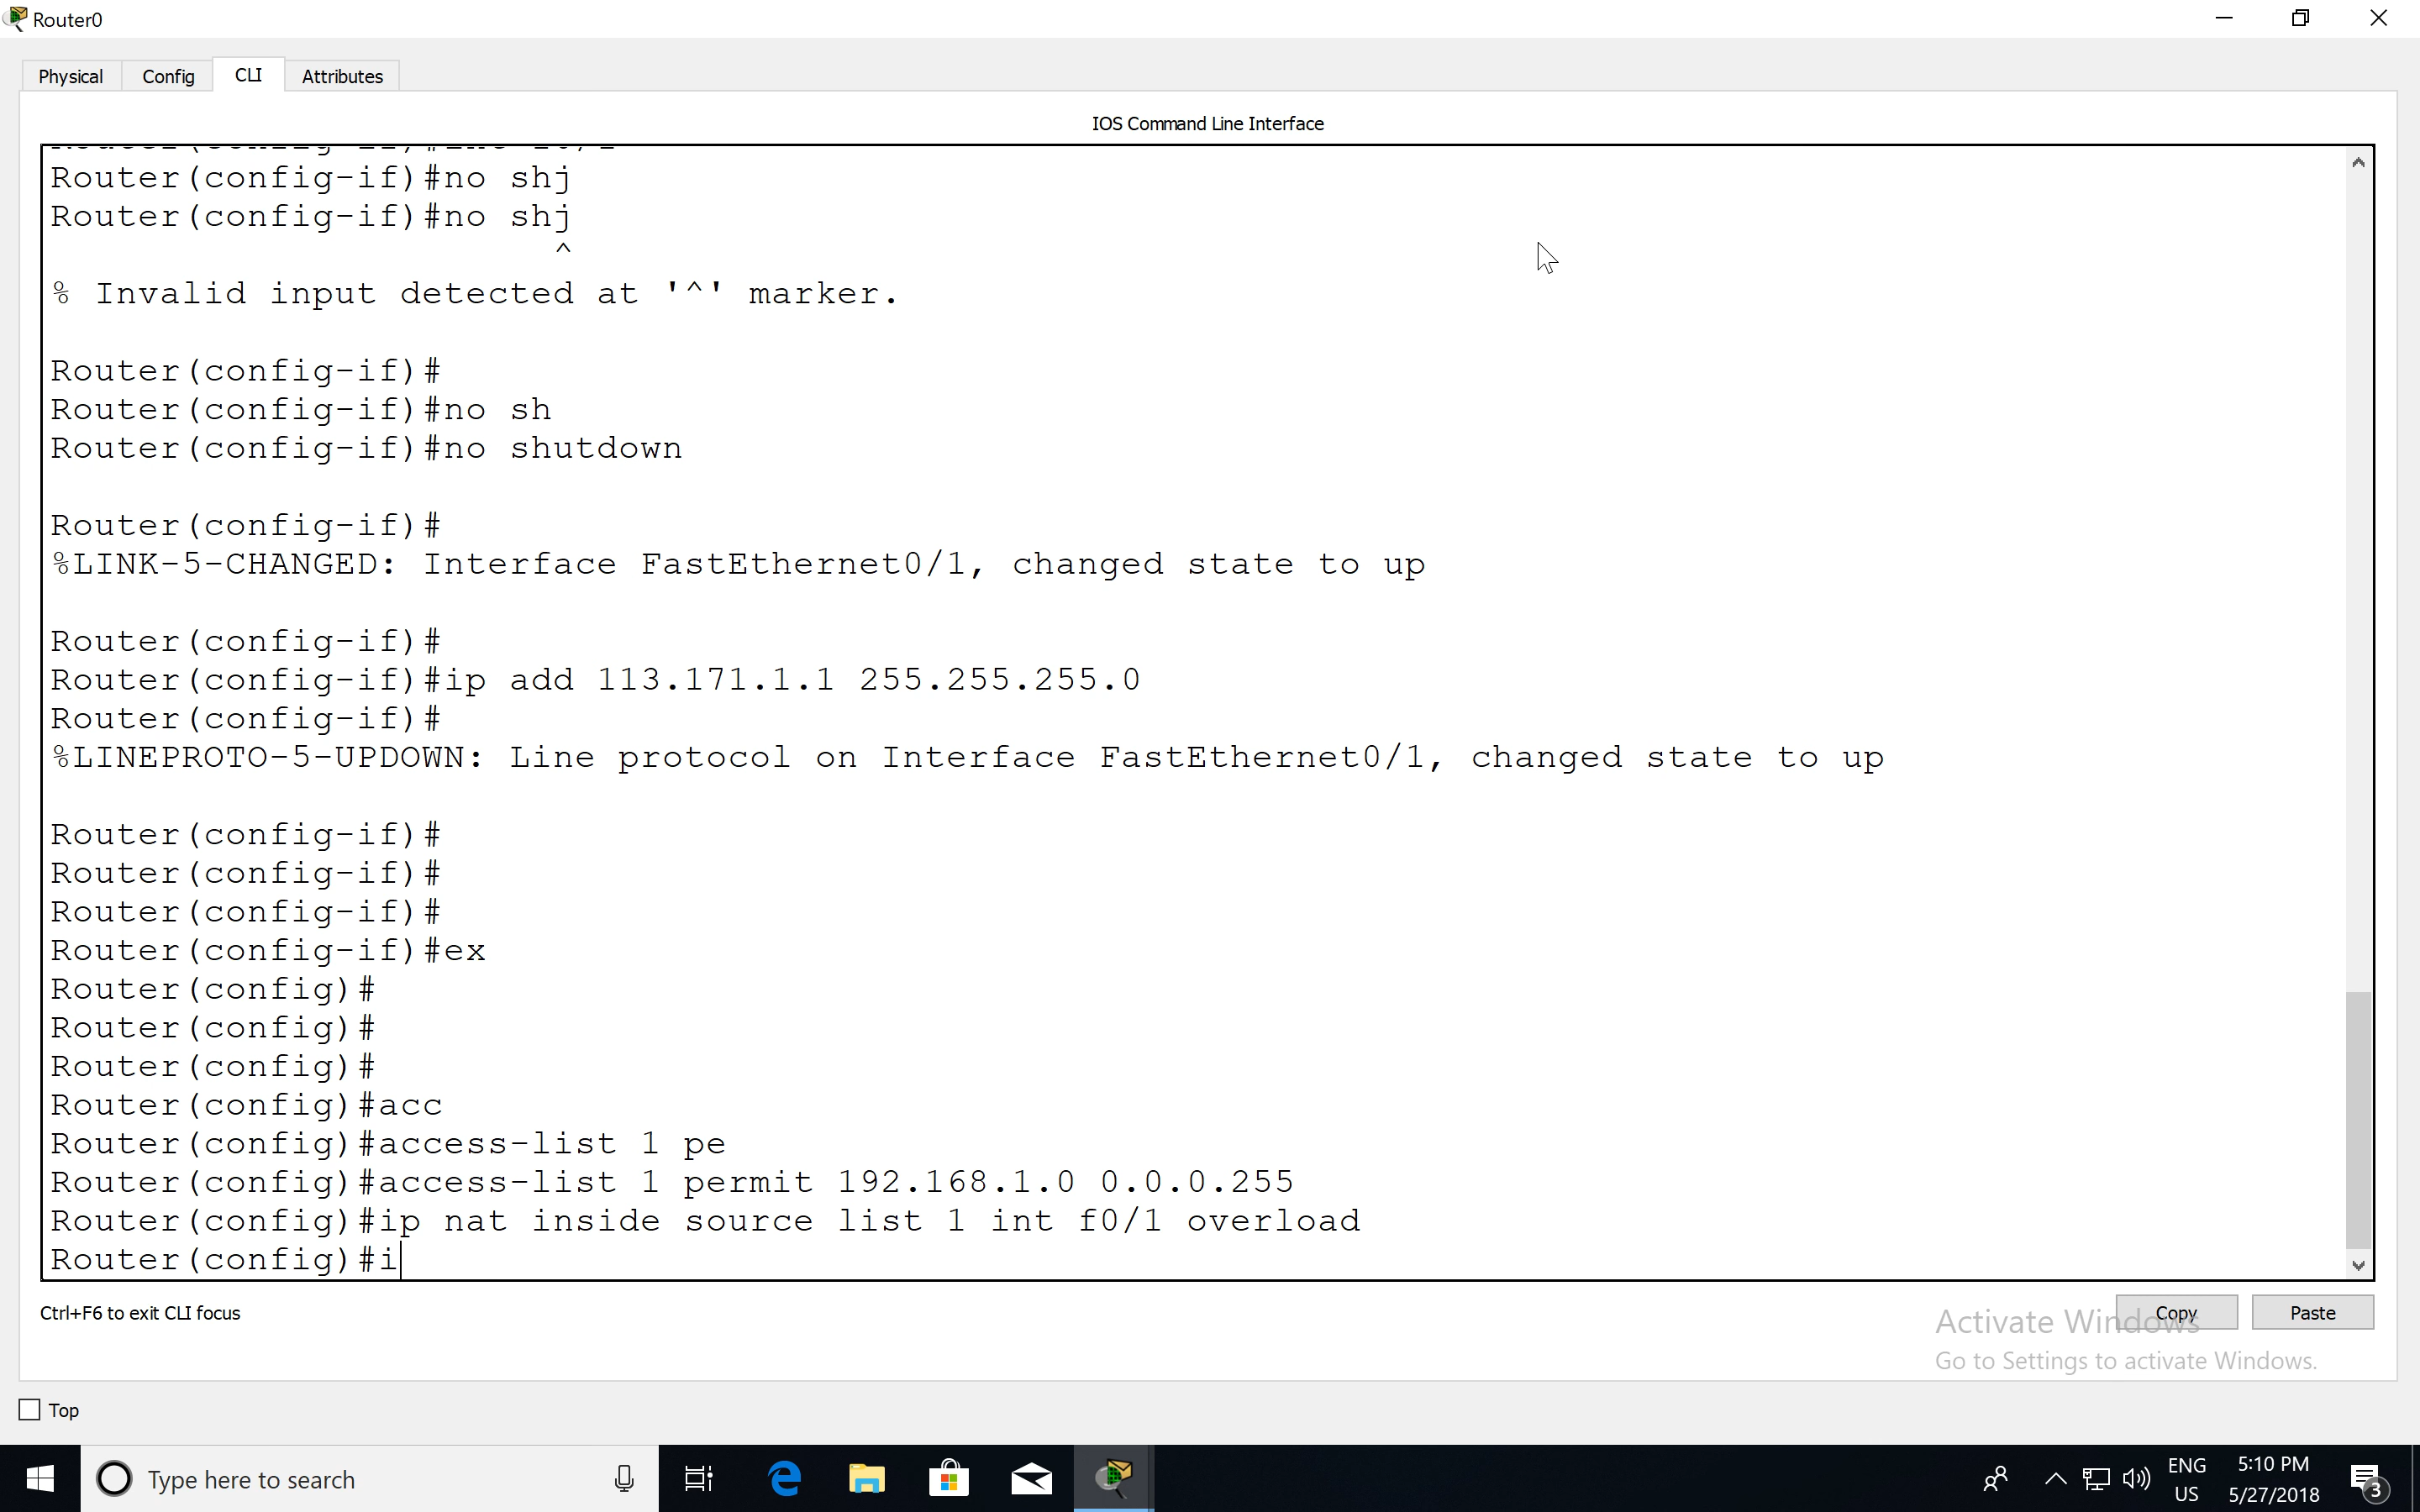 Router0
Physical Config CLI Attributes
IOS Command Line Interface
Router(config-if)#no shj
Router(config-if)#no shj
^
% Invalid input detected at '^' marker.
Router(config-if)#
Router(config-if)#no sh
Router(config-if)#no shutdown
Router(config-if)#
%LINK-5-CHANGED: Interface FastEthernet0/1, changed state to up
Router(config-if)#
Router(config-if)#ip add 113.171.1.1 255.255.255.0
Router(config-if)#
%LINEPROTO-5-UPDOWN: Line protocol on Interface FastEthernet0/1, changed state to up
Router(config-if)#
Router(config-if)#
Router(config-if)#
Router(config-if)#ex
Router(config)#
Router(config)#
Router(config)#
Router(config)#acc
Router(config)#access-list 1 pe
Router(config)#access-list 1 permit 192.168.1.0 0.0.0.255
Router(config)#ip nat inside source list 1 int f0/1 overload
Router(config)#i
Ctrl+F6 to exit CLI focus
Copy Paste
Activate Windows
Go to Settings to activate Windows.
Top
Type here to search
ENG
US
5:10 PM
5/27/2018
3